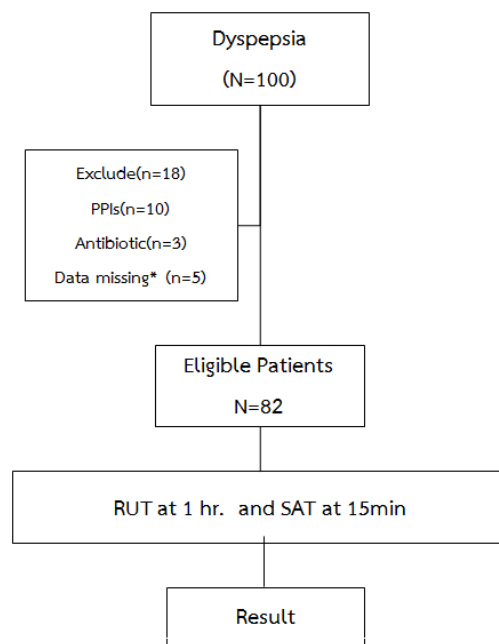 Dyspepsia
(N=100)
Exclude(n=18)
PPIs(n=10)
Antibiotic(n=3)
Data missing* (n=5)
Eligible Patients
N=82
RUT at 1 hr. and SAT at 15min
Result